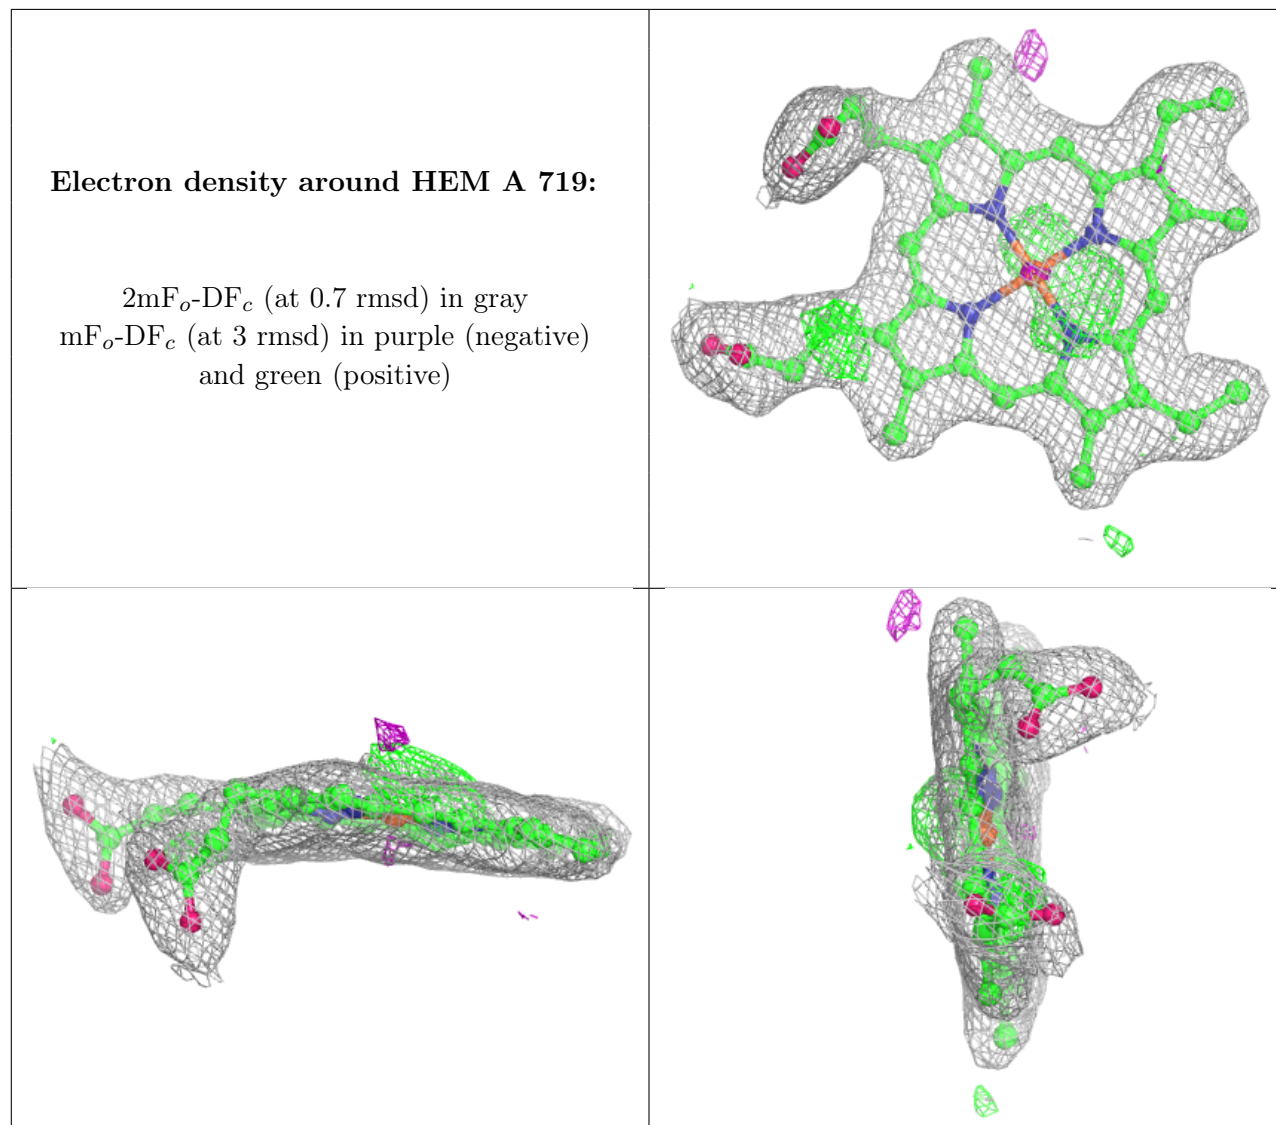 Electron density around HEM A 719:
2mFo-DFc (at 0.7 rmsd) in gray
mFo-DFc (at 3 rmsd) in purple (negative)
and green (positive)